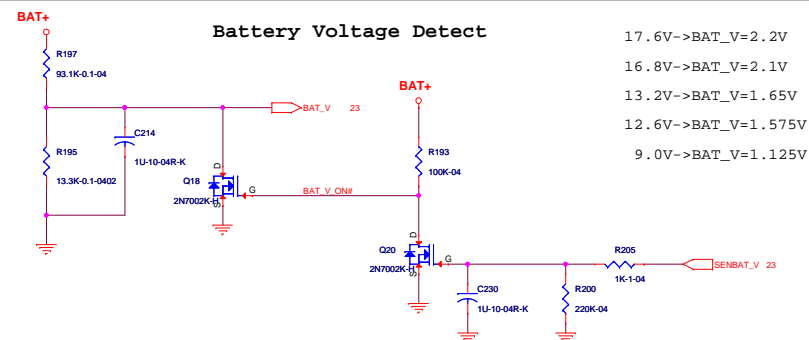 Battery Voltage Detect
17.6V->BAT_V=2.2V
16.8V->BAT_V=2.1V
13.2V->BAT_V=1.65V
12.6V->BAT_V=1.575V
9.0V->BAT_V=1.125V
BAT+
R197
93.1K-0.1-04
BAT_V 23
C214
1U-10-04R-K
R195
13.3K-0.1-0402
D
Q18
G
2N7002K-H
S
BAT_V_ON#
BAT+
R193
100K-04
D
Q20
G
2N7002K-H
S
C230
1U-10-04R-K
R200
220K-04
R205
1K-1-04
SENBAT_V 23